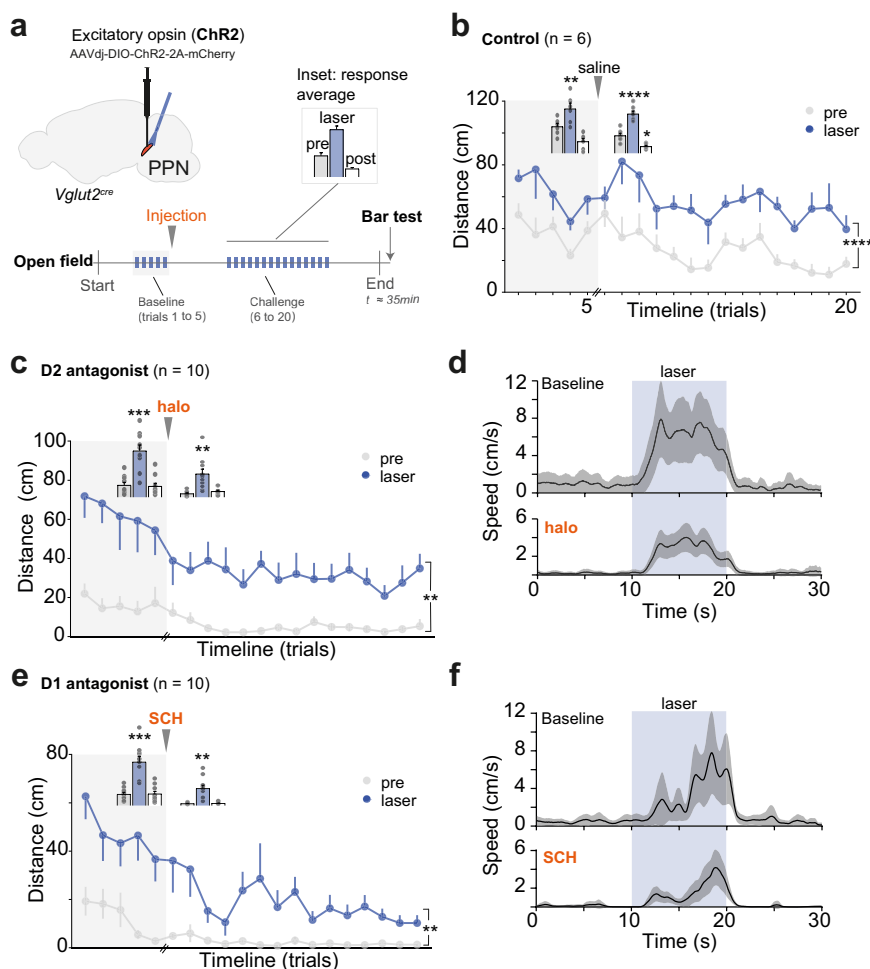 a
Excitatory opsin (ChR2)
AAVdj-DIO-ChR2-2A-mCherry
PPN
Vglut2cre
Inset: response
average
laser
pre
post
Injection
Bar test
Open field
Start
Baseline
(trials 1 to 5)
Challenge
(6 to 20)
End
t ≈ 35min
b
Control (n = 6)
saline
**
****
*
pre
laser
120
80
40
0
Distance (cm)
****
5
Timeline (trials)
20
c
D2 antagonist (n = 10)
halo
***
**
pre
laser
100
80
60
40
20
0
Distance (cm)
**
Timeline (trials)
d
laser
Baseline
12
8
4
0
halo
6
2
Speed (cm/s)
0
10
20
30
Time (s)
e
D1 antagonist (n = 10)
SCH
***
**
pre
laser
80
40
0
Distance (cm)
**
Timeline (trials)
f
laser
Baseline
12
8
4
0
SCH
6
2
Speed (cm/s)
0
10
20
30
Time (s)